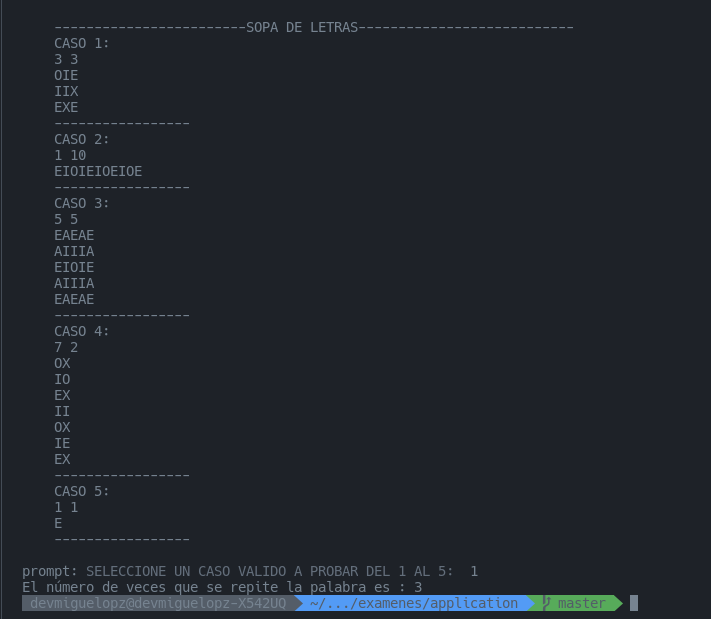 ------------------------SOPA DE LETRAS---------------------------
CASO 1:
3 3
OIE
IIX
EXE
-----------------
CASO 2:
1 10
EIOIEIOEIOE
-----------------
CASO 3:
5 5
EAEAE
AIIIA
EIOIE
AIIIA
EAEAE
-----------------
CASO 4:
7 2
OX
IO
EX
II
OX
IE
EX
-----------------
CASO 5:
1 1
E
-----------------
prompt: SELECCIONE UN CASO VALIDO A PROBAR DEL 1 AL 5:  1
El número de veces que se repite la palabra es : 3
devmiguelopz@devmiguelopz-X542UQ ~/.../examenes/application master